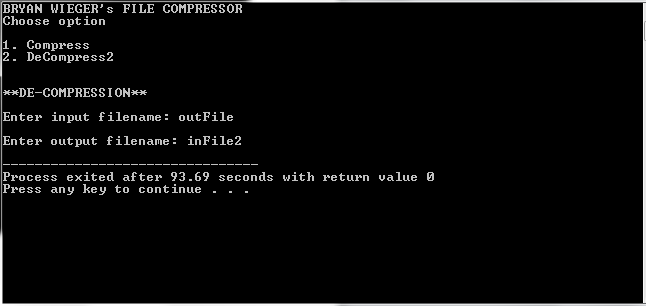 BRYAN WIEGER's FILE COMPRESSOR
Choose option
1. Compress
2. DeCompress2
**DE-COMPRESSION**
Enter input filename: outFile
Enter output filename: inFile2
--------------------------------
Process exited after 93.69 seconds with return value 0
Press any key to continue . . .